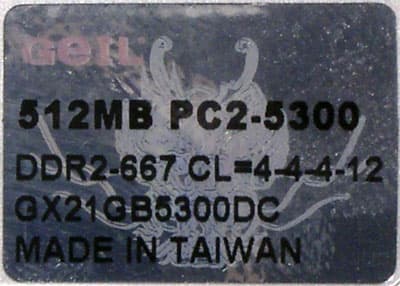 GeIL
512MB PC2-5300
DDR2-667 CL=4-4-4-12
GX21GB5300DC
MADE IN TAIWAN